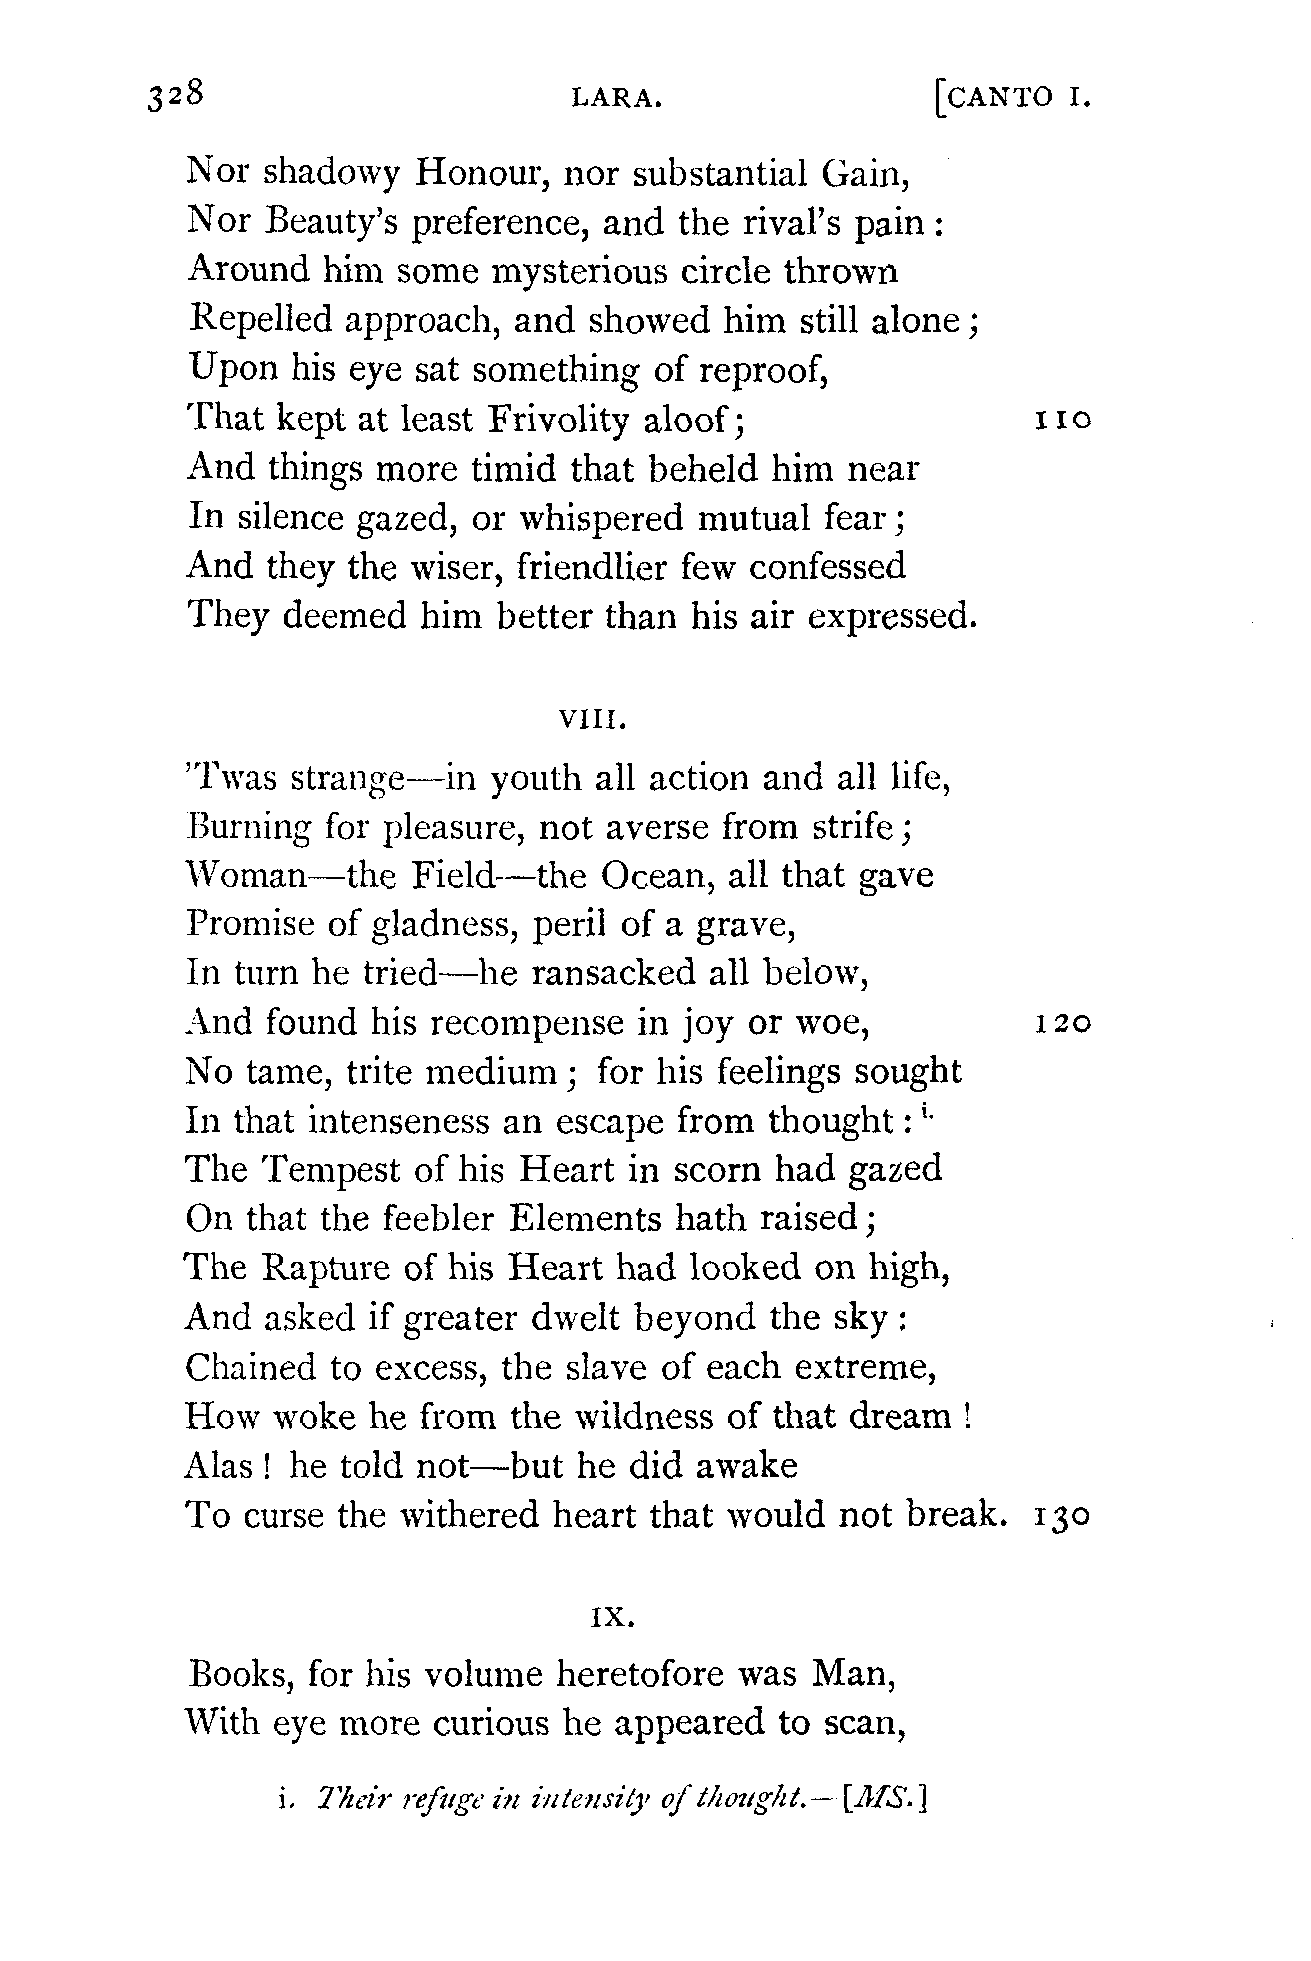 328 LARA. [CANTO I.
Nor shadowy Honour, nor substantial Gain,
Nor Beauty's preference, and the rival's pain :
Around him some mysterious circle thrown
Repelled approach, and showed him still alone ;
Upon his eye sat something of reproof,
That kept at least Frivolity aloof ; 110
And things more timid that beheld him near
In silence gazed, or whispered mutual fear ;
And they the wiser, friendlier few confessed
They deemed him better than his air expressed.
VIII.
'Twas strange—in youth all action and all life,
Burning for pleasure, not averse from strife ;
Woman—the Field—the Ocean, all that gave
Promise of gladness, peril of a grave,
In turn he tried—he ransacked all below,
And found his recompense in joy or woe, 120
No tame, trite medium ; for his feelings sought
In that intenseness an escape from thought : i.
The Tempest of his Heart in scorn had gazed
On that the feebler Elements hath raised ;
The Rapture of his Heart had looked on high,
And asked if greater dwelt beyond the sky :
Chained to excess, the slave of each extreme,
How woke he from the wildness of that dream !
Alas ! he told not—but he did awake
To curse the withered heart that would not break. 130
IX.
Books, for his volume heretofore was Man,
With eye more curious he appeared to scan,
i. Their refuge in intensity of thought.—[MS.]